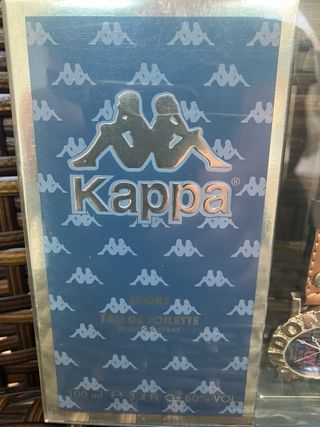 Kappa®
SPORT
EAU DE TOILETTE
100 ml e 3,4 Fl. Oz 80% VOL